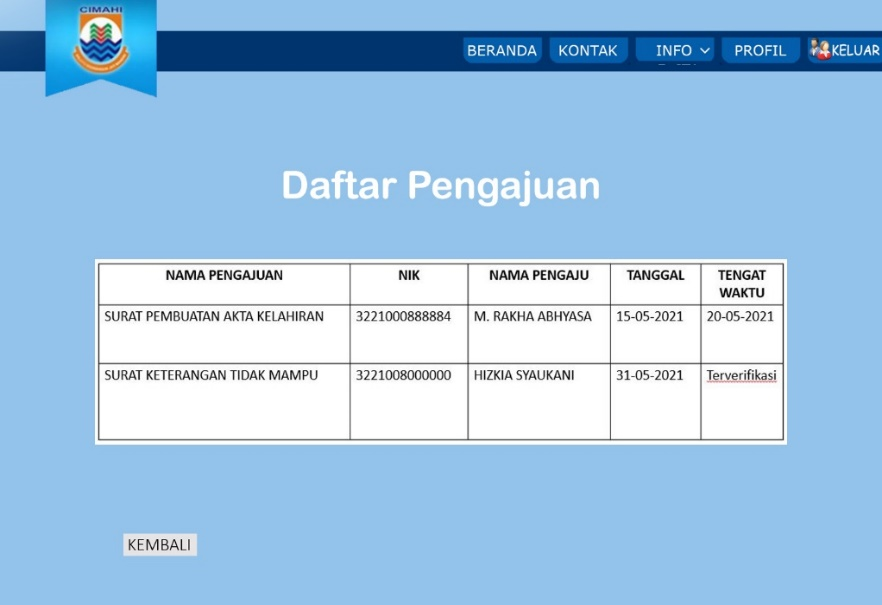 CIMAHI
BERANDA KONTAK INFO PROFIL KELUAR
Daftar Pengajuan
NAMA PENGAJUAN NIK NAMA PENGAJU TANGGAL TENGAT
WAKTU
SURAT PEMBUATAN AKTA KELAHIRAN 3221000888884 M. RAKHA ABHYASA 15-05-2021 20-05-2021
SURAT KETERANGAN TIDAK MAMPU 3221008000000 HIZKIA SYAUKANI 31-05-2021 Terverifikasi
KEMBALI